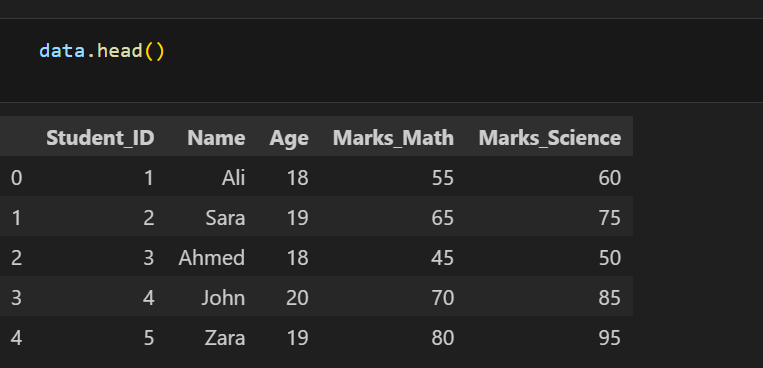 data.head()
Student_ID Name Age Marks_Math Marks_Science
0 1 Ali 18 55 60
1 2 Sara 19 65 75
2 3 Ahmed 18 45 50
3 4 John 20 70 85
4 5 Zara 19 80 95